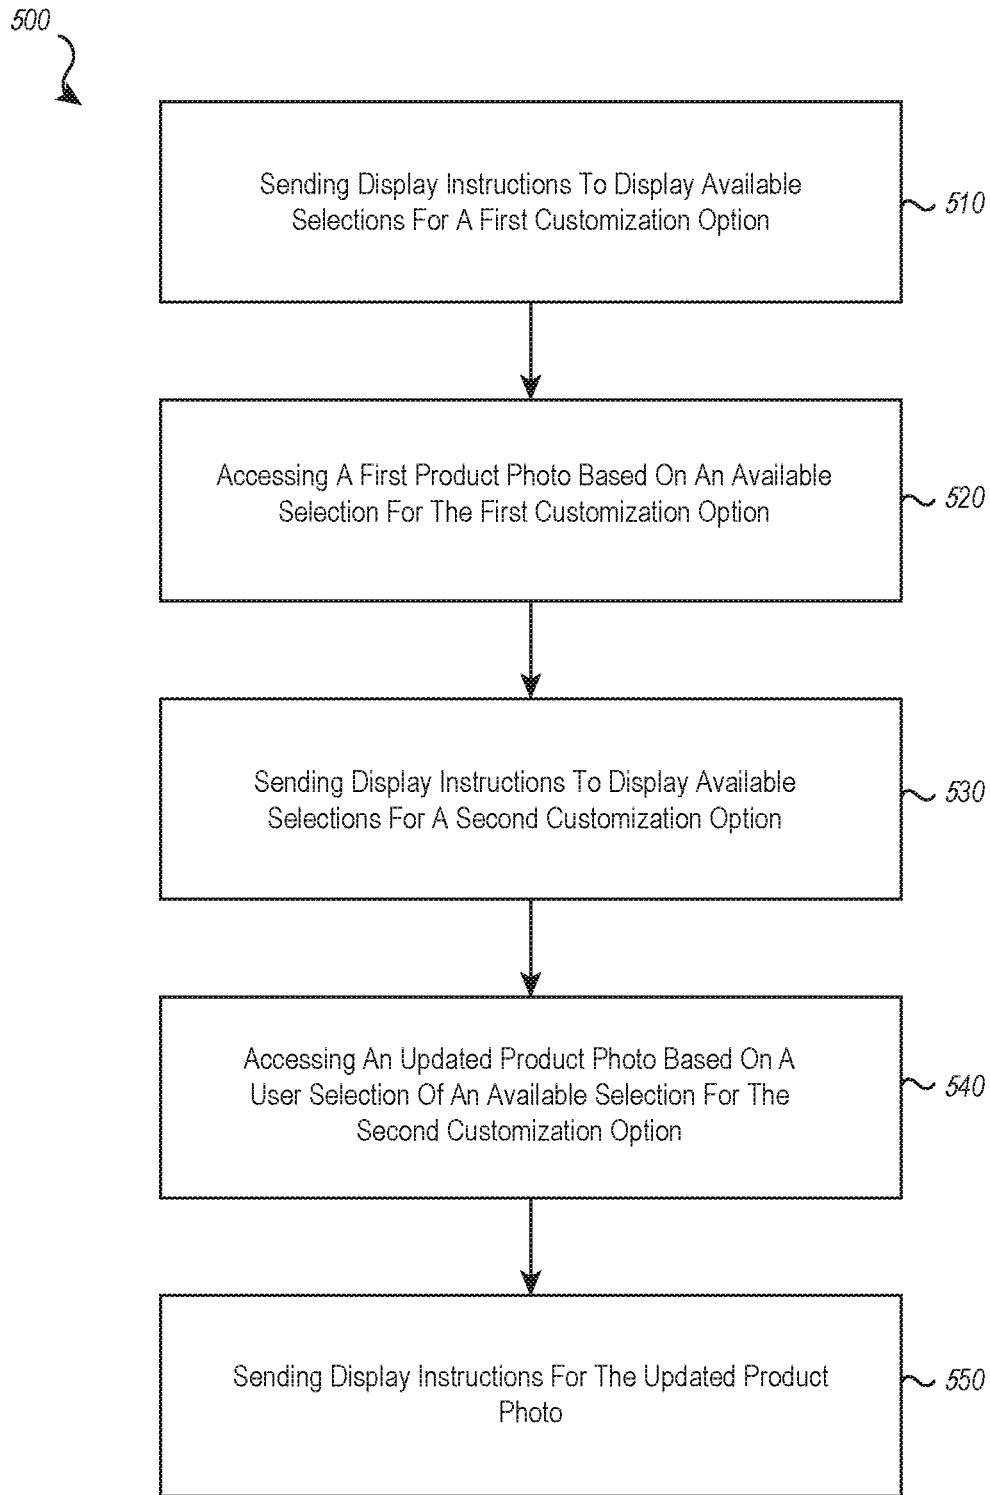 500
Sending Display Instructions To Display Available
Selections For A First Customization Option
510
Accessing A First Product Photo Based On An Available
Selection For The First Customization Option
520
Sending Display Instructions To Display Available
Selections For A Second Customization Option
530
Accessing An Updated Product Photo Based On A
User Selection Of An Available Selection For The
Second Customization Option
540
Sending Display Instructions For The Updated Product
Photo
550